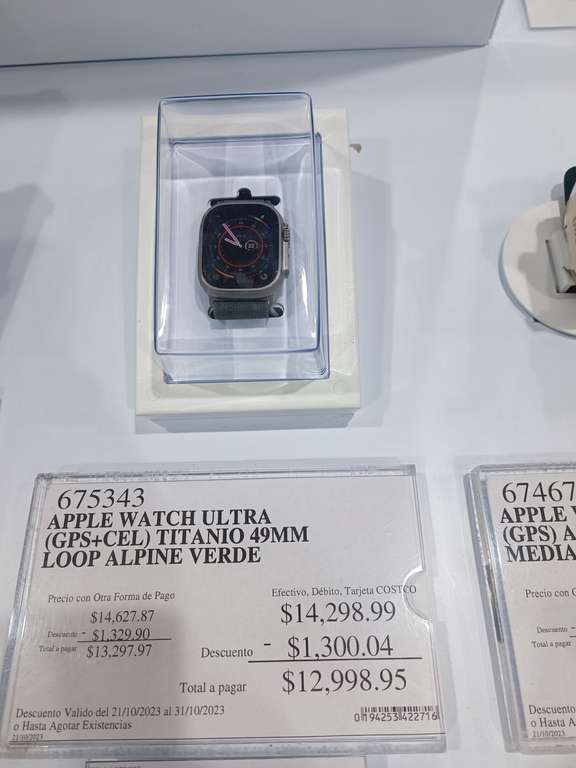 675343
APPLE WATCH ULTRA
(GPS+CEL) TITANIO 49MM
LOOP ALPINE VERDE
Precio con Otra Forma de Pago
$14,627.87
Descuento - $1,329.90
Total a pagar $13,297.97
Efectivo, Débito, Tarjeta COSTCO
$14,298.99
Descuento - $1,300.04
Total a pagar $12,998.95
Descuento Valido del 21/10/2023 al 31/10/2023
o Hasta Agotar Existencias
21/10/2023
0194253422716
67467
APPLE
(GPS) A
MEDIA
Precio con
Descuento -
Total a pagar
Descuento
o Hasta A
21/10/2023